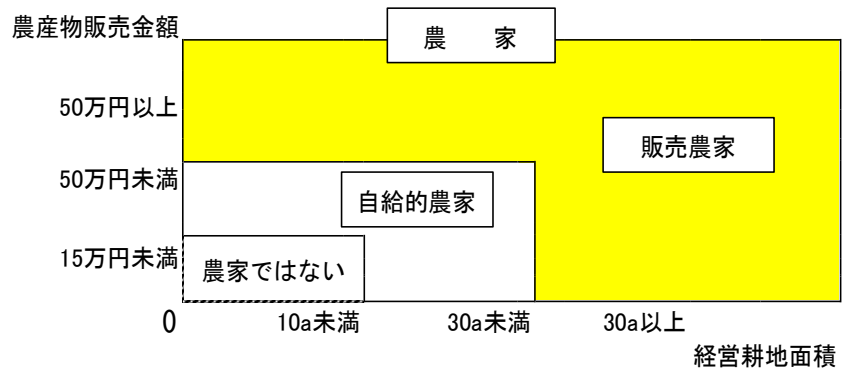 農産物販売金額
農　　家
50万円以上
販売農家
50万円未満
自給的農家
15万円未満
農家ではない
0
10a未満
30a未満
30a以上
経営耕地面積